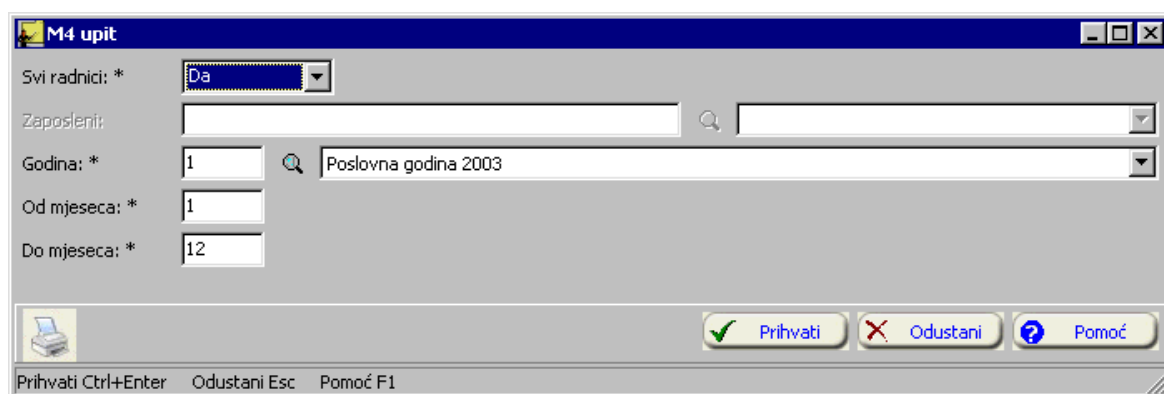 M4 upit
Svi radnici: * Da
Zaposleni:
Godina: * 1 Poslovna godina 2003
Od mjeseca: * 1
Do mjeseca: * 12
Prihvati Odustani Pomoć
Prihvati Ctrl+Enter Odustani Esc Pomoć F1